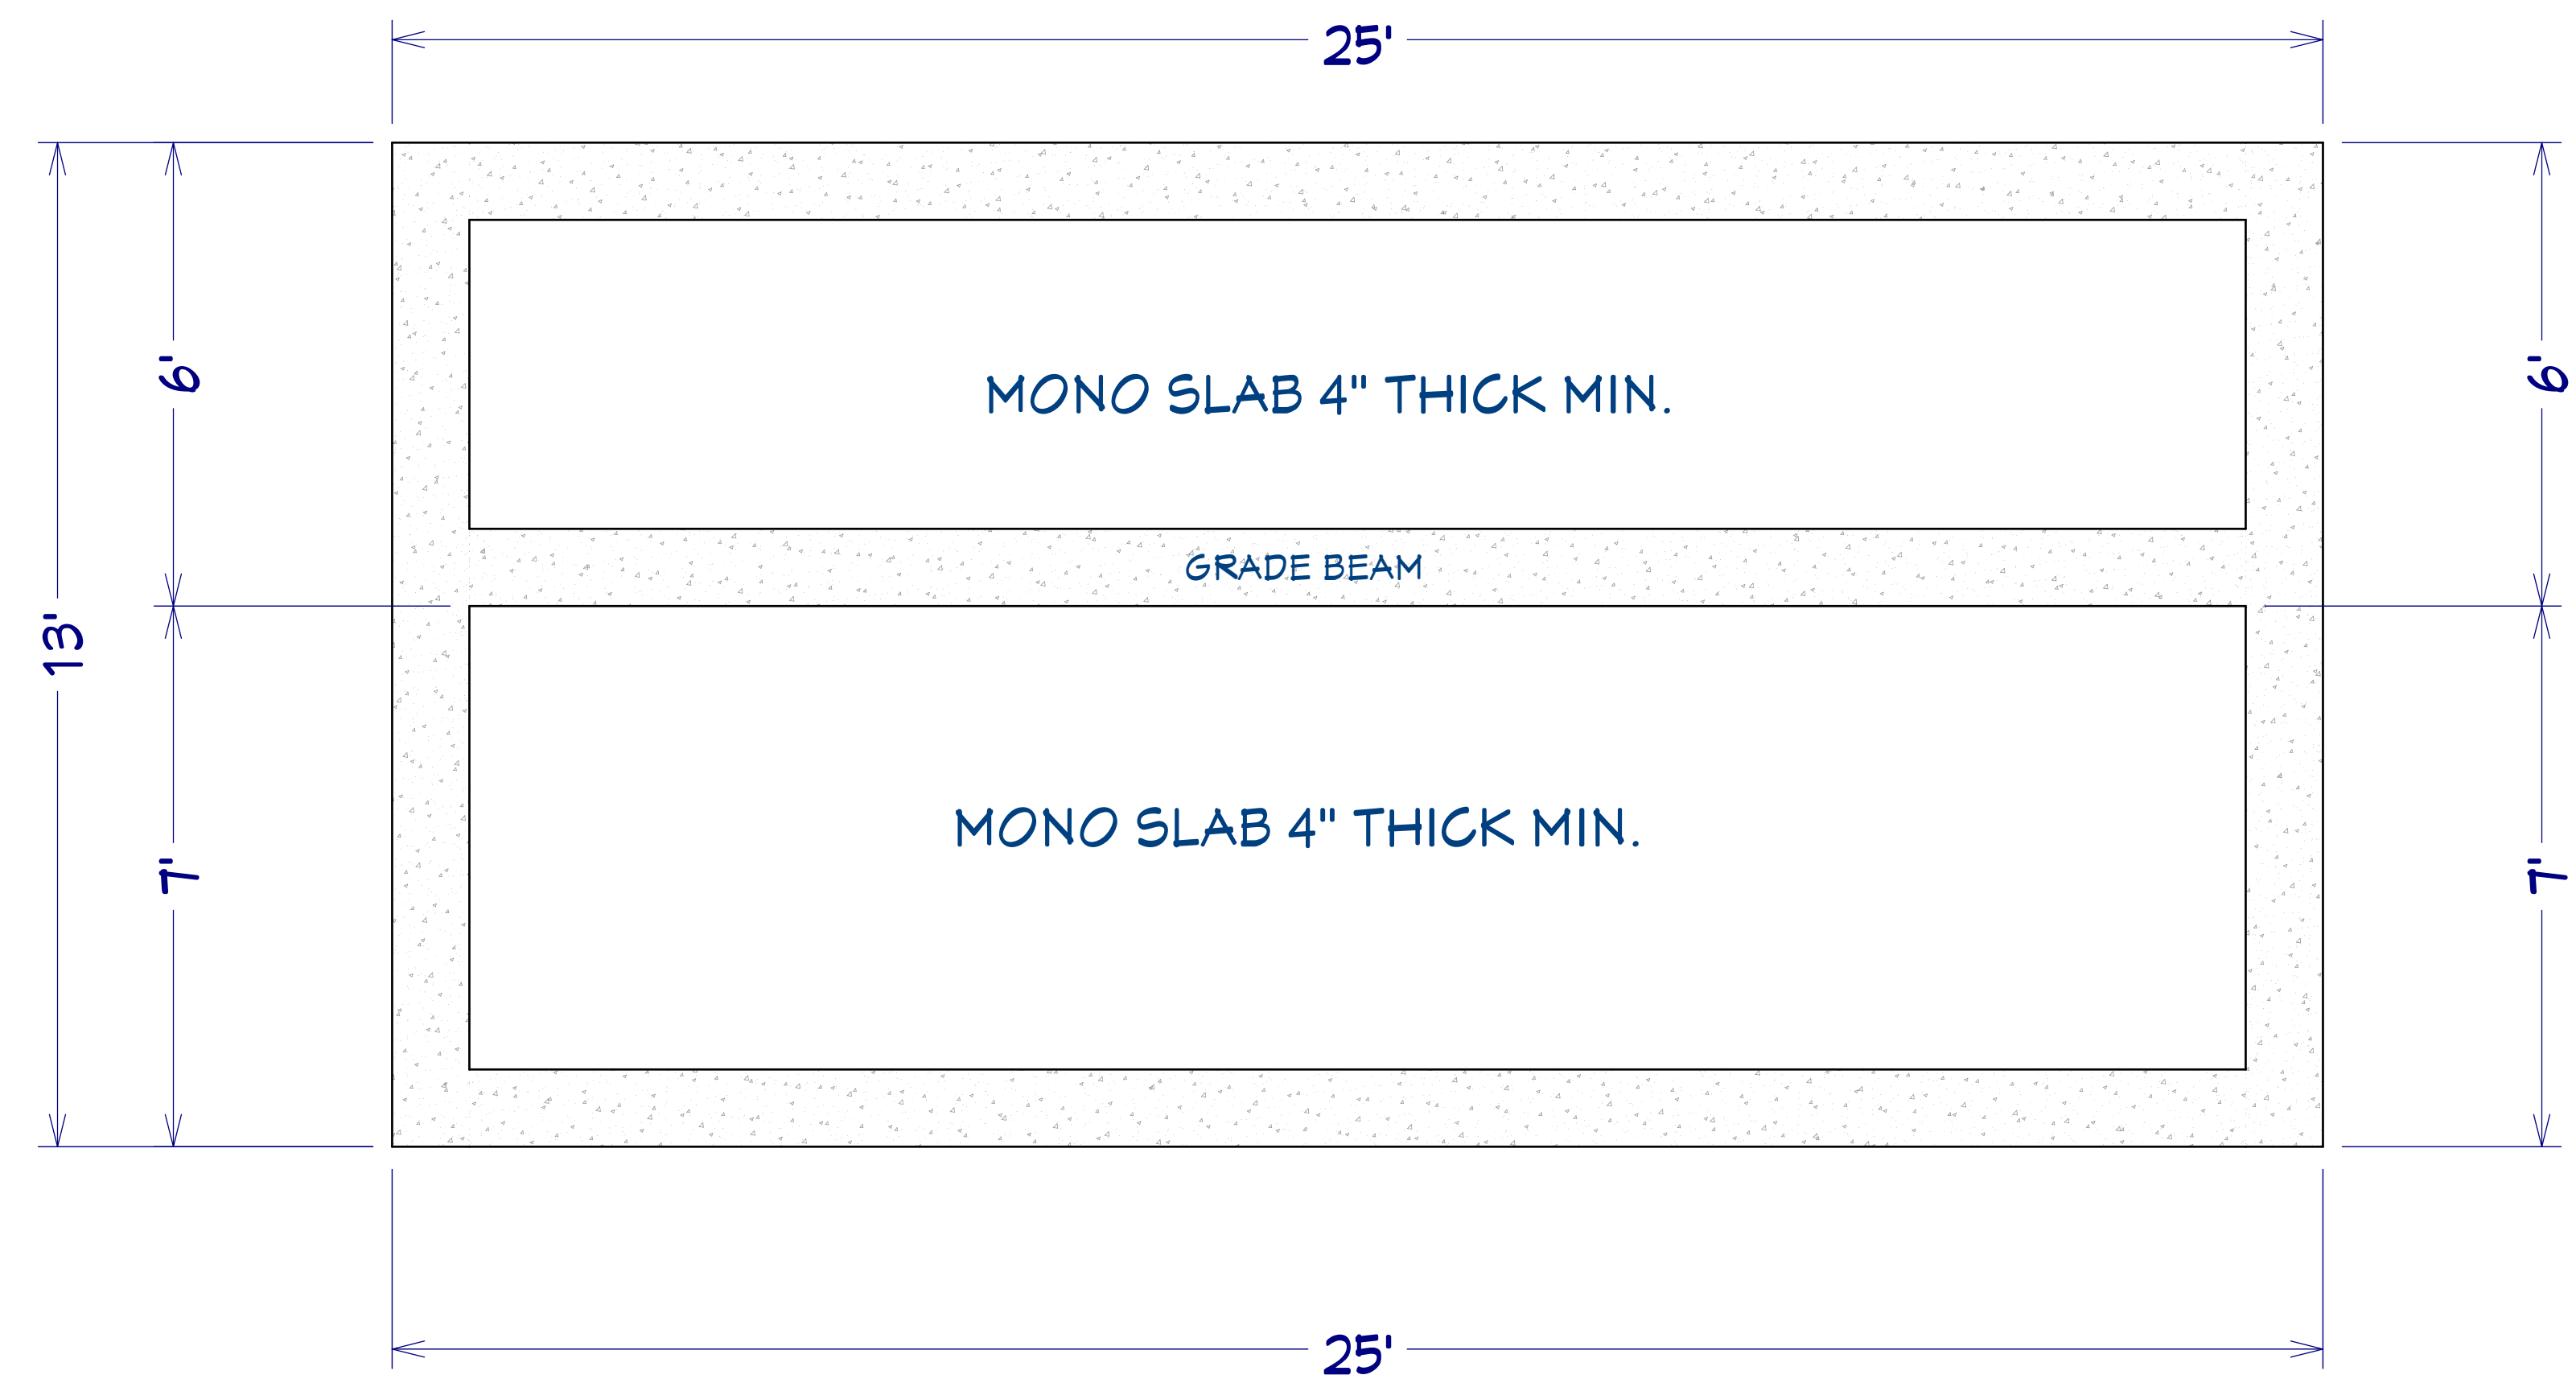 25'
6'
6'
MONO SLAB 4" THICK MIN.
GRADE BEAM
13'
MONO SLAB 4" THICK MIN.
7'
7'
25'